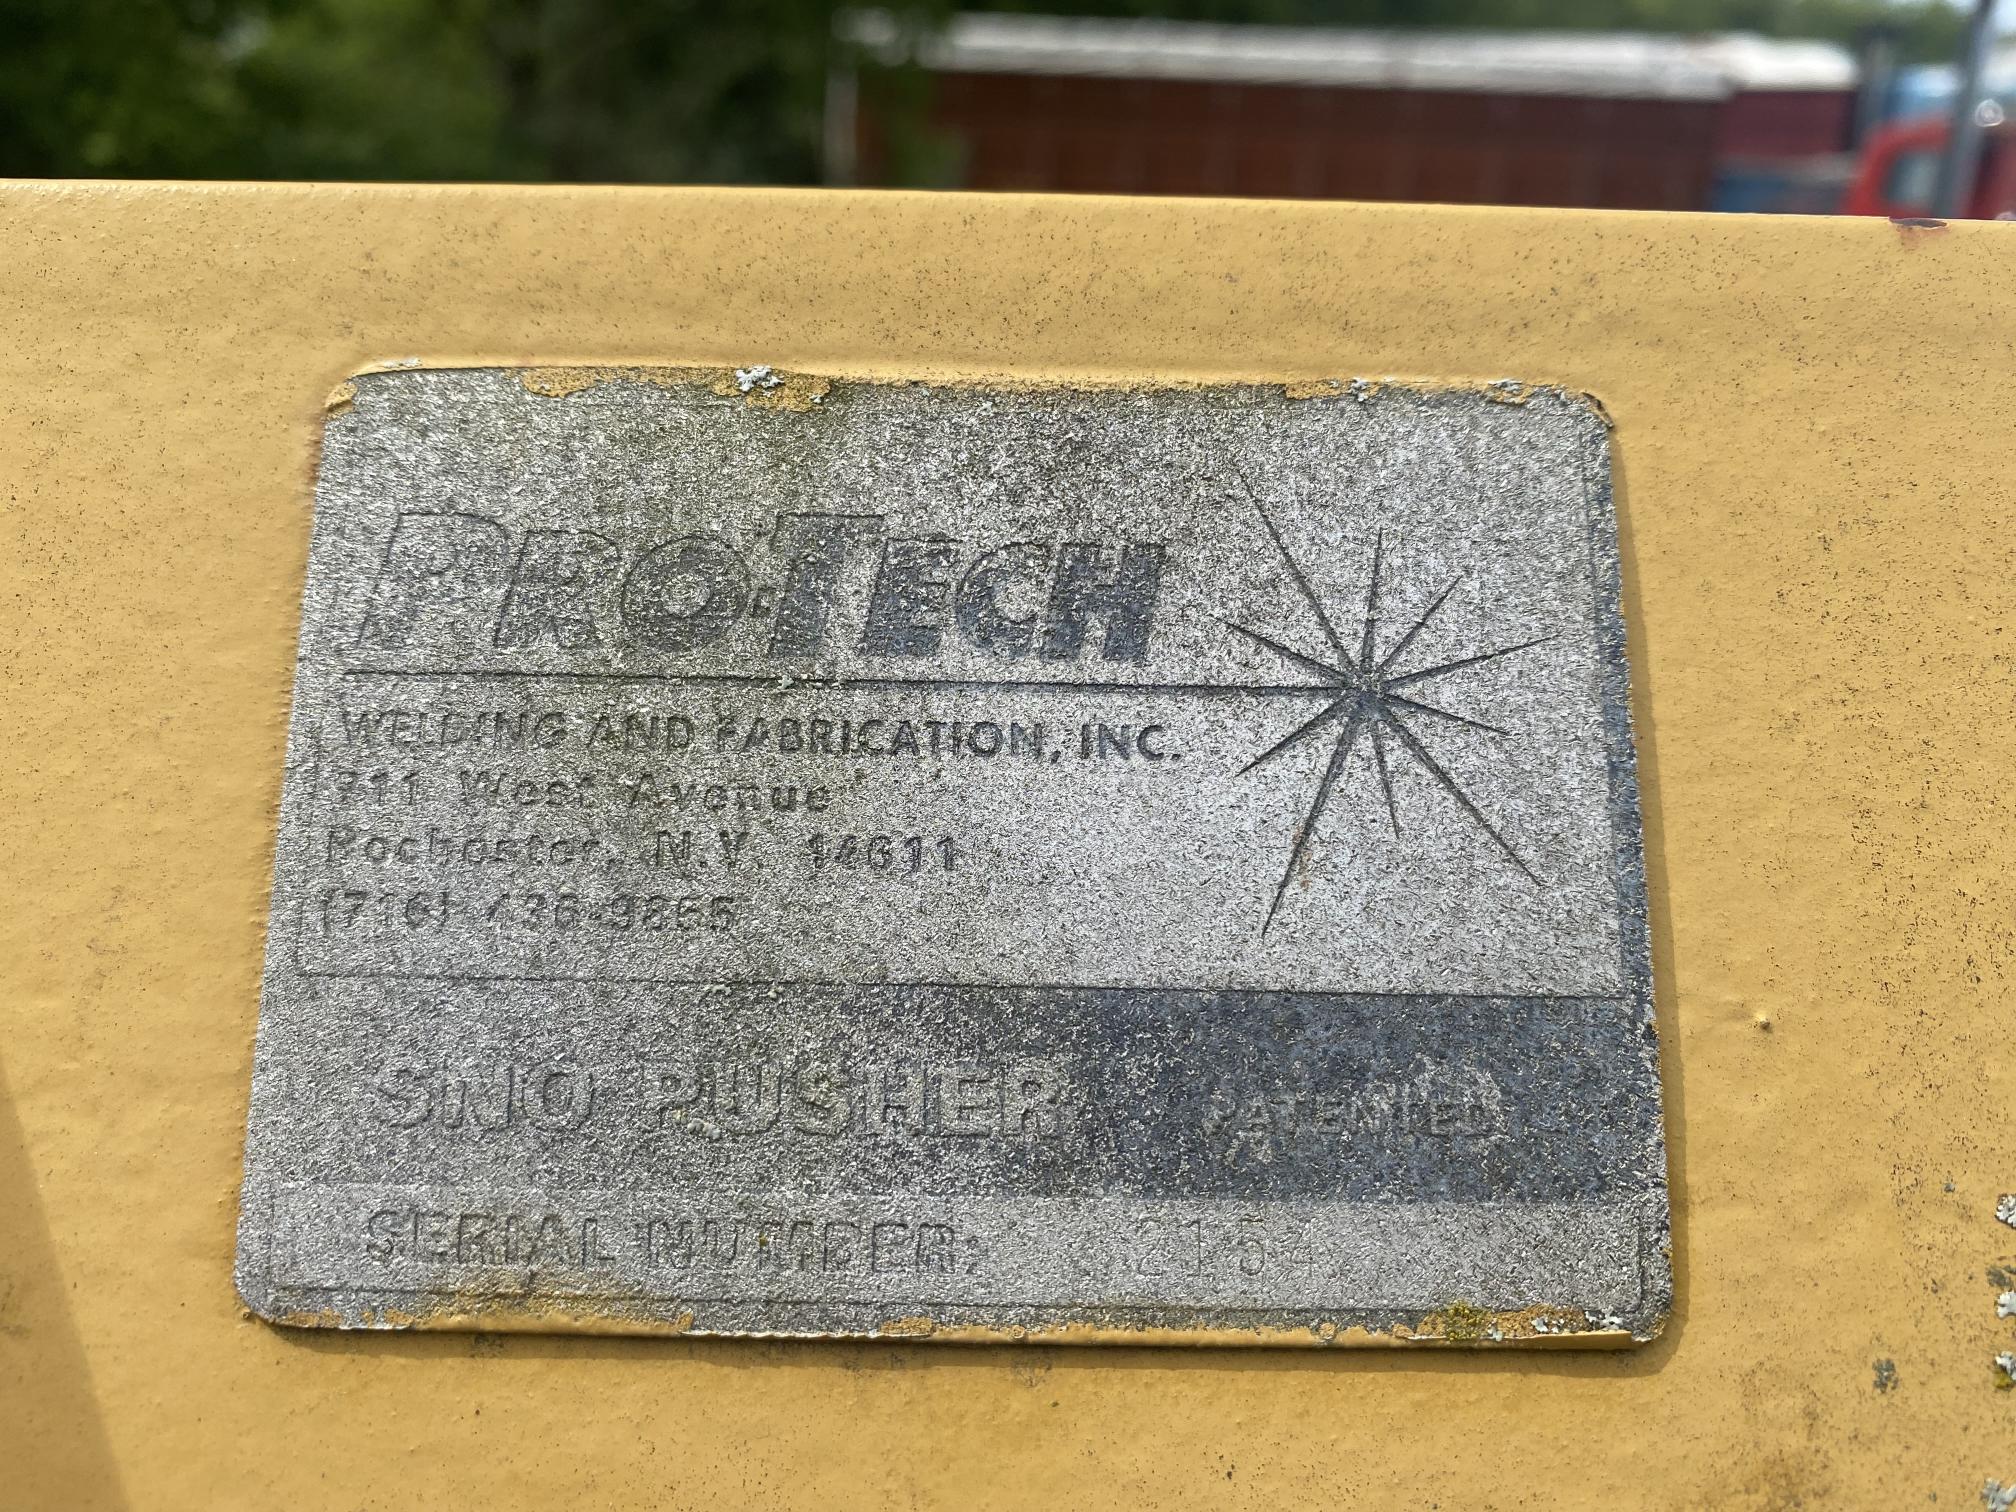 PRO-TECH
WELDING AND FABRICATION, INC.
711 West Avenue
Rochester, N.Y. 14611
(716) 436-9855
SNO PUSHER PATENTED
SERIAL NUMBER: 2154